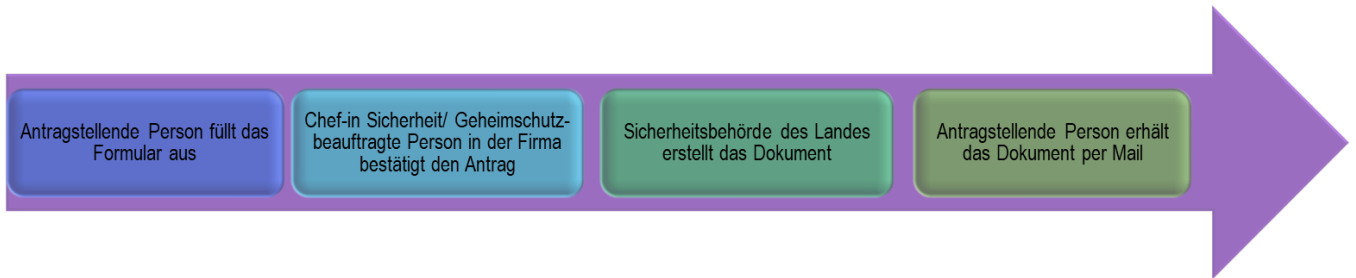 Antragstellende Person füllt das
Formular aus
Chef-in Sicherheit/ Geheimschutz-
beauftragte Person in der Firma
bestätigt den Antrag
Sicherheitsbehörde des Landes
erstellt das Dokument
Antragstellende Person erhält
das Dokument per Mail